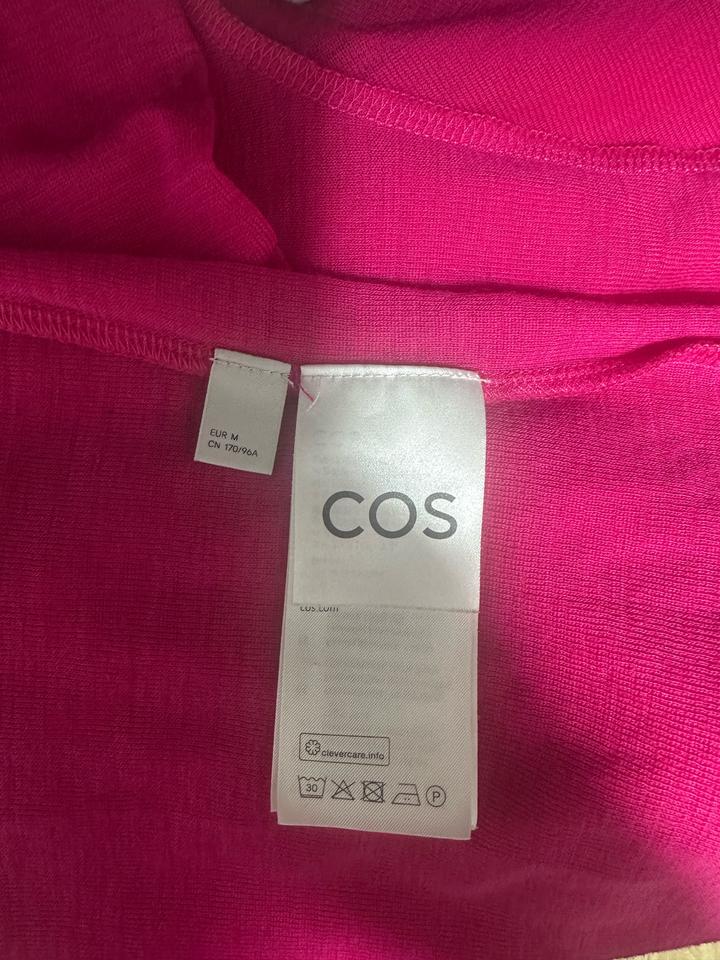 EUR M
CN 170/96A
COS
cos.com
clevercare.info
30
P